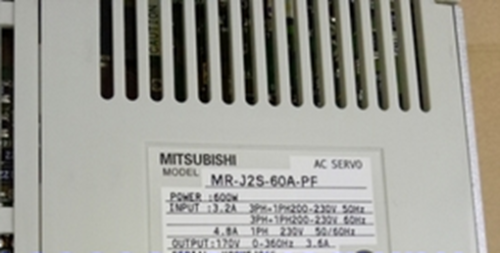 CAUTION
MITSUBISHI AC SERVO
MODEL MR-J2S-60A-PF
POWER :600W
INPUT :3.2A 3PH+1PH200-230V 50Hz
3PH+1PH200-230V 60Hz
4.8A 1PH 230V 50/60Hz
OUTPUT:170V 0-360Hz 3.6A